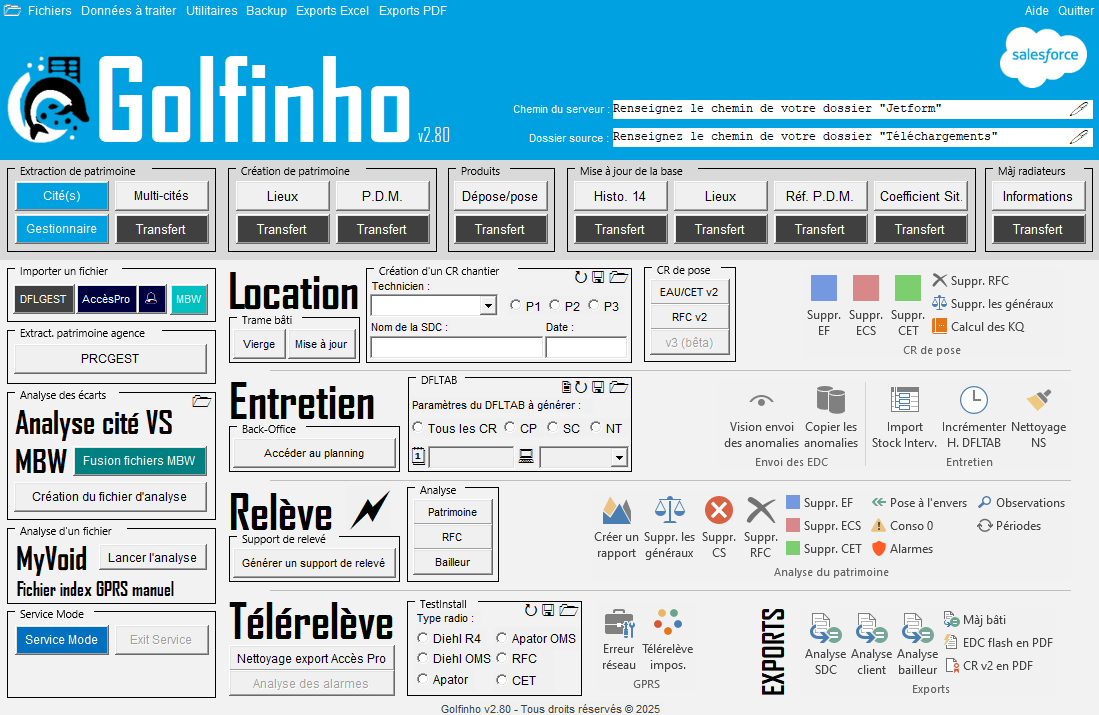 Fichiers Données à traiter Utilitaires Backup Exports Excel Exports PDF Aide Quitter
salesforce
Golfinho v2.80
Chemin du serveur : Renseignez le chemin de votre dossier "Jetform"
Dossier source : Renseignez le chemin de votre dossier "Téléchargements"
Extraction de patrimoine
Cité(s) Multi-cités
Gestionnaire Transfert
Création de patrimoine
Lieux P.D.M.
Transfert Transfert
Produits
Dépose/pose
Transfert
Mise à jour de la base
Histo. 14 Lieux Réf. P.D.M. Coefficient Sit.
Transfert Transfert Transfert Transfert
Màj radiateurs
Informations
Transfert
Importer un fichier
DFLGEST AccèsPro MBW
Extract. patrimoine agence
PRCGEST
Analyse des écarts
Analyse cité VS
MBW Fusion fichiers MBW
Création du fichier d'analyse
Analyse d'un fichier
MyVoid Lancer l'analyse
Fichier index GPRS manuel
Service Mode
Service Mode Exit Service
Location
Trame bâti
Vierge Mise à jour
Création d'un CR chantier
Technicien :
P1 P2 P3
Nom de la SDC : Date :
CR de pose
EAU/CET v2
RFC v2
v3 (bêta)
Suppr. EF
Suppr. ECS
Suppr. CET
Suppr. RFC
Suppr. les généraux
Calcul des KQ
CR de pose
Entretien
Back-Office
Accéder au planning
DFLTAB
Paramètres du DFLTAB à générer :
Tous les CR CP SC NT
1
Vision envoi des anomalies
Copier les anomalies
Envoi des EDC
Import Stock Interv.
Incrémenter H. DFLTAB
Nettoyage NS
Entretien
Relève
Support de relevé
Générer un support de relevé
Analyse
Patrimoine
RFC
Bailleur
Créer un rapport
Suppr. les généraux
Suppr. CS
Suppr. RFC
Suppr. EF
Suppr. ECS
Suppr. CET
Pose à l'envers
Conso 0
Alarmes
Observations
Périodes
Analyse du patrimoine
Télérelève
Nettoyage export Accès Pro
Analyse des alarmes
TestInstall
Type radio :
Diehl R4 Apator OMS
Diehl OMS RFC
Apator CET
Erreur réseau
Télérelève impos.
GPRS
EXPORTS
Analyse SDC
Analyse client
Analyse bailleur
Màj bâti
EDC flash en PDF
CR v2 en PDF
Exports
Golfinho v2.80 - Tous droits réservés © 2025